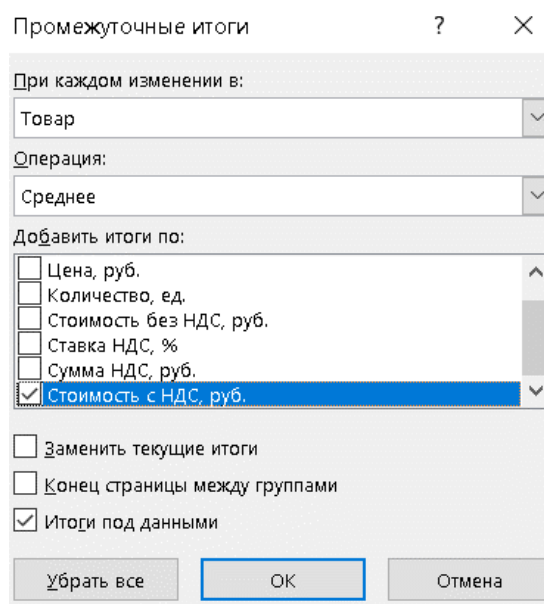 Промежуточные итоги ?
При каждом изменении в:
Товар
Операция:
Среднее
Добавить итоги по:
Цена, руб.
Количество, ед.
Стоимость без НДС, руб.
Ставка НДС, %
Сумма НДС, руб.
Стоимость с НДС, руб.
Заменить текущие итоги
Конец страницы между группами
Итоги под данными
Убрать все ОК Отмена